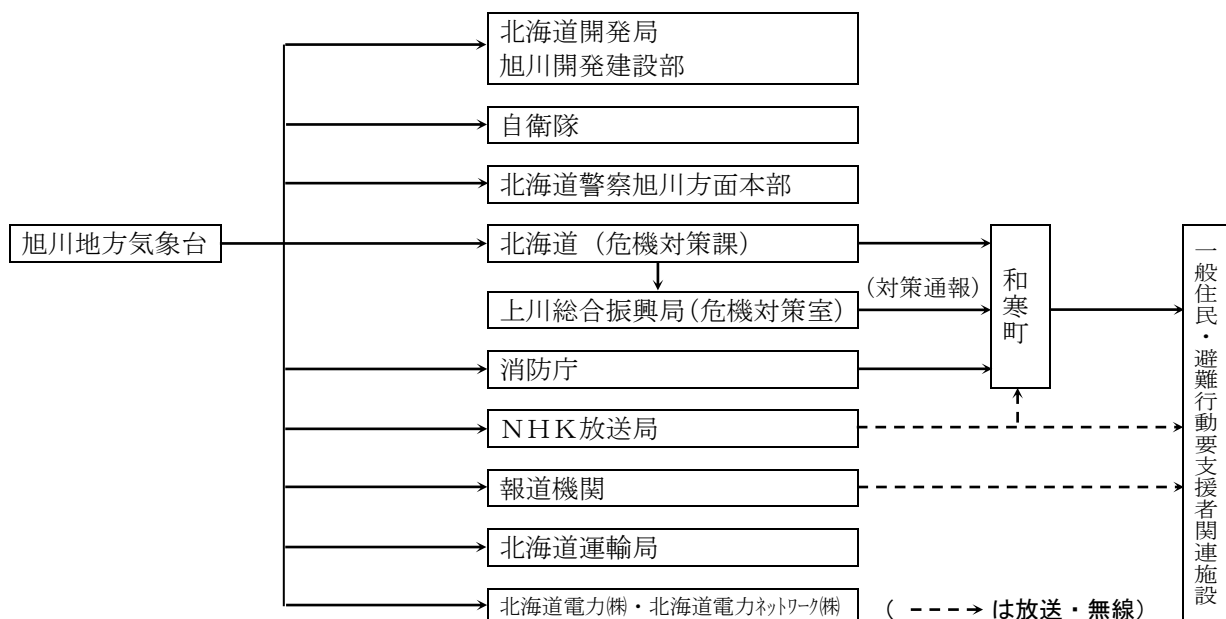 北海道開発局
旭川開発建設部
自衛隊
北海道警察旭川方面本部
旭川地方気象台
北海道（危機対策課）
上川総合振興局(危機対策室)
(対策通報)
和寒町
消防庁
ＮＨＫ放送局
報道機関
北海道運輸局
北海道電力㈱・北海道電力ﾈｯﾄﾜｰｸ㈱
一般住民・避難行動要支援者関連施設
( ----→ は放送・無線)